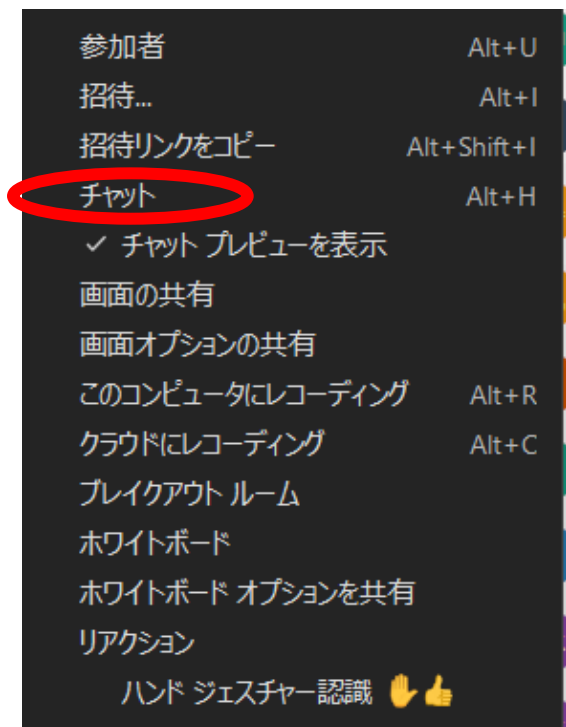 参加者 Alt+U
招待... Alt+I
招待リンクをコピー Alt+Shift+I
チャット Alt+H
✓ チャット プレビューを表示
画面の共有
画面オプションの共有
このコンピュータにレコーディング Alt+R
クラウドにレコーディング Alt+C
ブレイクアウト ルーム
ホワイトボード
ホワイトボード オプションを共有
リアクション
ハンド ジェスチャー認識 ✋👍